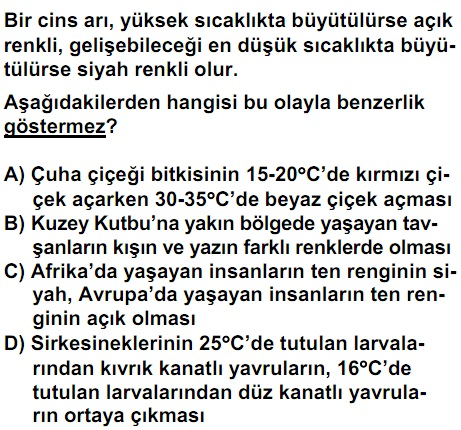 Bir cins arı, yüksek sıcaklıkta büyütülürse açık
renkli, gelişebileceği en düşük sıcaklıkta büyü-
tülürse siyah renkli olur.
Aşağıdakilerden hangisi bu olayla benzerlik
göstermez?
A) Çuha çiçeği bitkisinin 15-20°C’de kırmızı çi-
çek açarken 30-35°C’de beyaz çiçek açması
B) Kuzey Kutbu’na yakın bölgede yaşayan tav-
şanların kışın ve yazın farklı renklerde olması
C) Afrika’da yaşayan insanların ten renginin si-
yah, Avrupa’da yaşayan insanların ten ren-
ginin açık olması
D) Sirkesineklerinin 25°C’de tutulan larvala-
rından kıvrık kanatlı yavruların, 16°C’de
tutulan larvalarından düz kanatlı yavrula-
rın ortaya çıkması